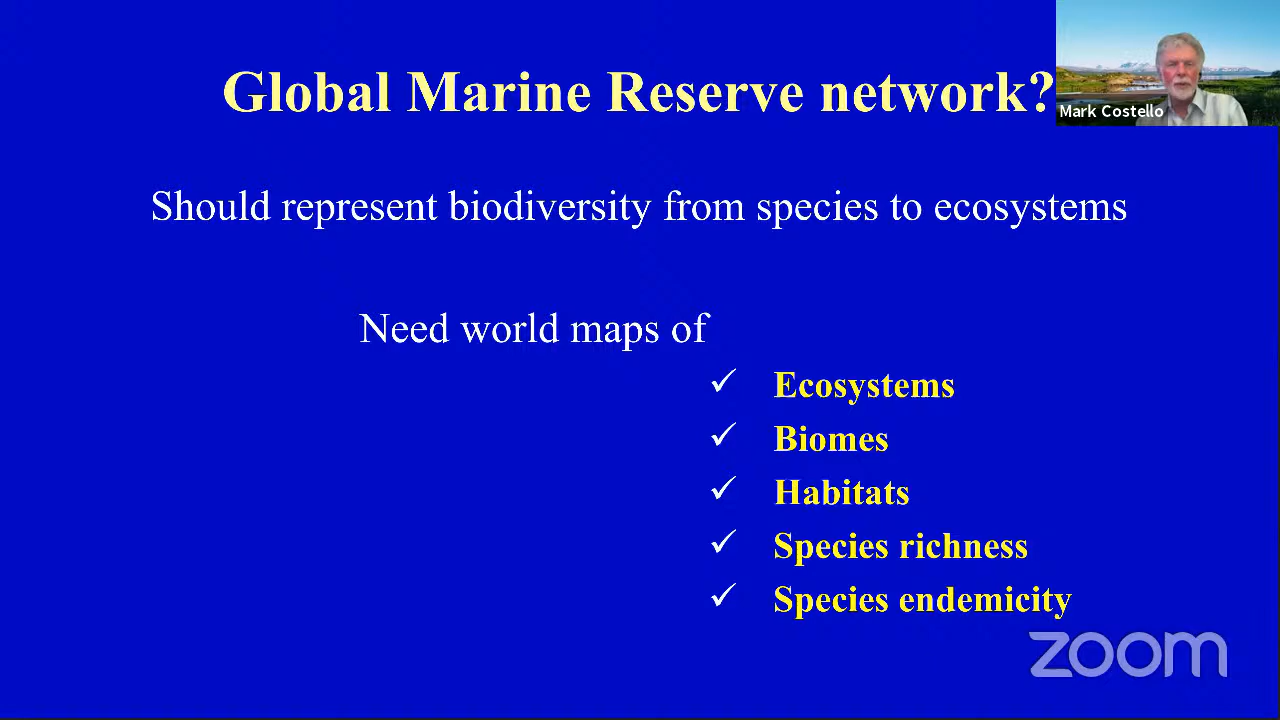 Global Marine Reserve network?
Mark Costello
Should represent biodiversity from species to ecosystems
Need world maps of
✓ Ecosystems
✓ Biomes
✓ Habitats
✓ Species richness
✓ Species endemicity
zoom